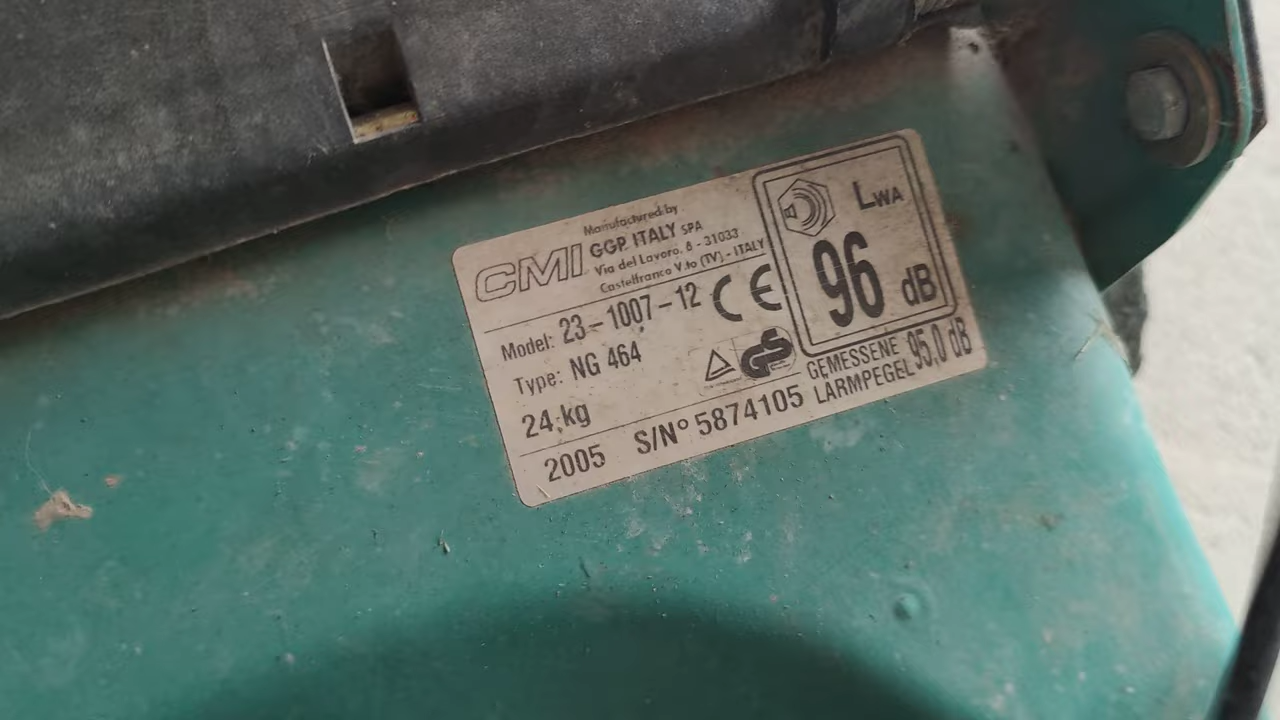 Manufactured by
CMI GGP ITALY SPA
Via del Lavoro, 6 - 31033
Castelfranco V.to (TV) - ITALY
Model: 23-1007-12 CE
Type: NG 464
24 kg
2005 S/N° 5874105
LWA
96 dB
GEMESSENE
LARMPEGEL 95,0 dB